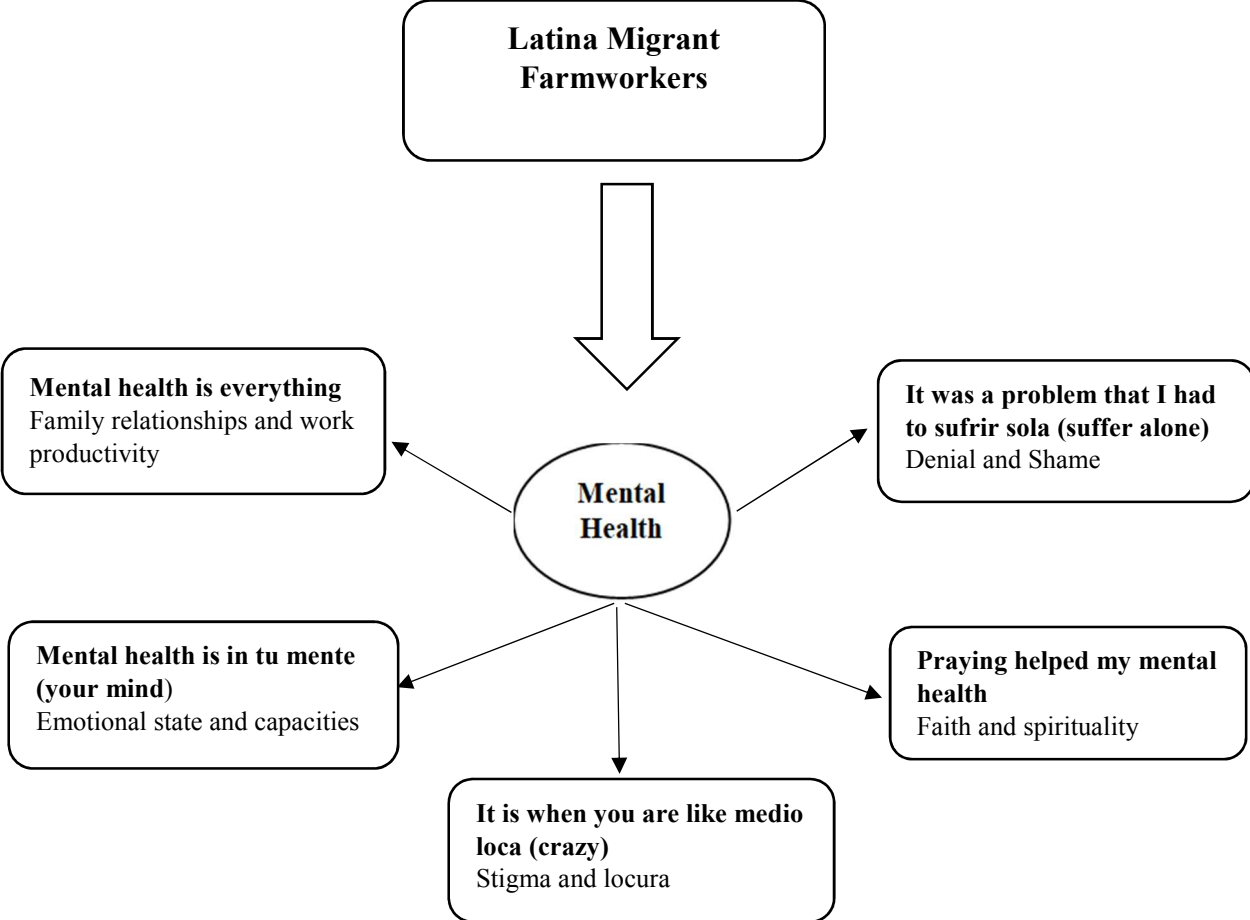 Latina Migrant
Farmworkers
Mental health is everything
Family relationships and work
productivity
It was a problem that I had
to sufrir sola (suffer alone)
Denial and Shame
Mental
Health
Mental health is in tu mente
(your mind)
Emotional state and capacities
Praying helped my mental
health
Faith and spirituality
It is when you are like medio
loca (crazy)
Stigma and locura